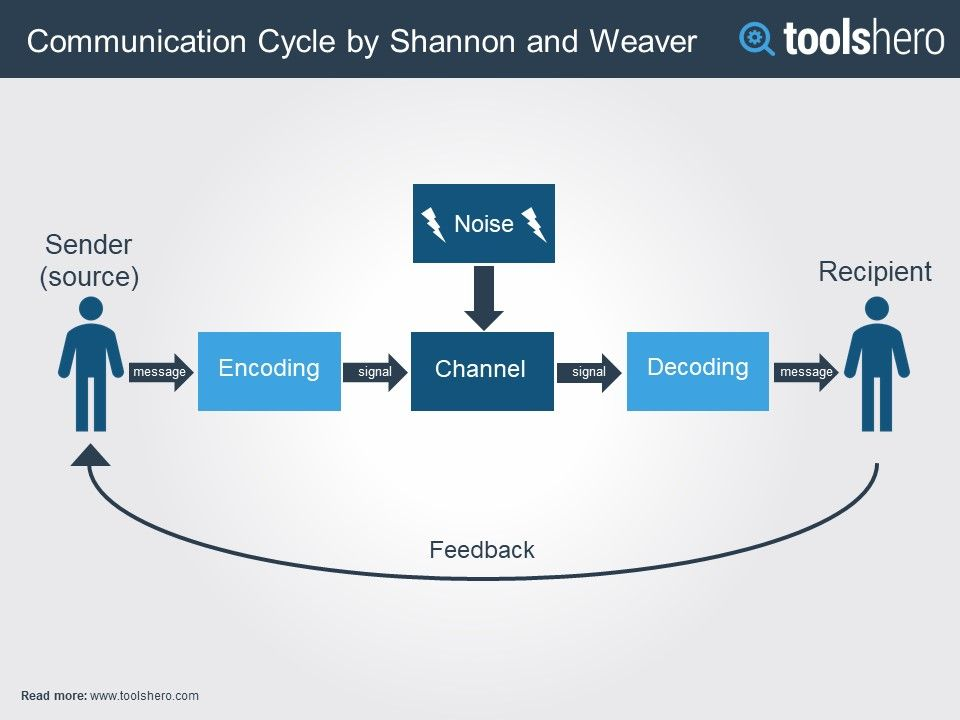 Communication Cycle by Shannon and Weaver
toolshero
Noise
Sender
(source)
Recipient
message
Encoding
signal
Channel
signal
Decoding
message
Feedback
Read more: www.toolshero.com